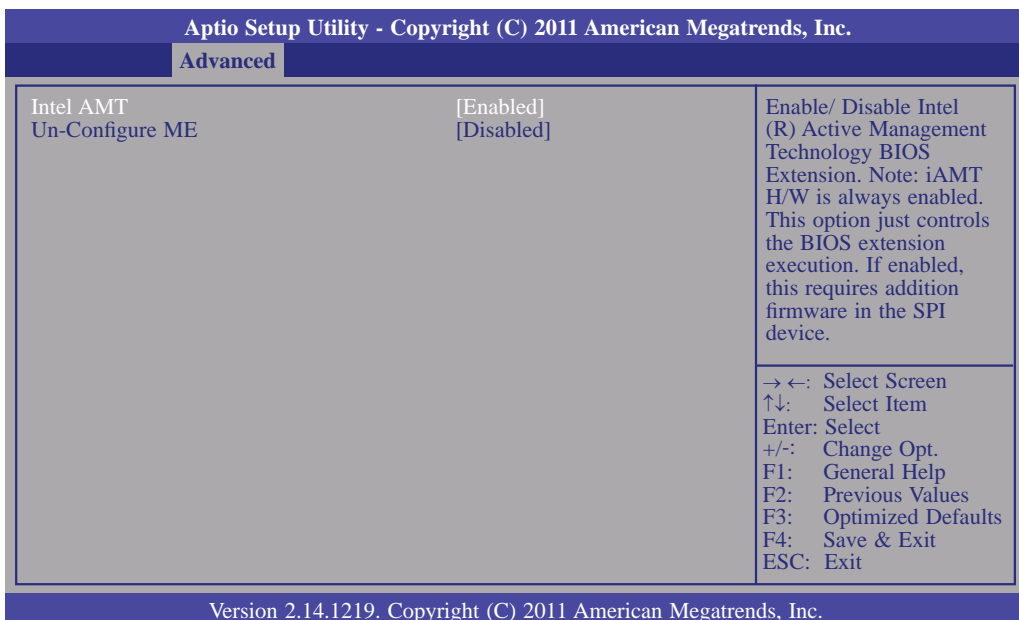 Aptio Setup Utility - Copyright (C) 2011 American Megatrends, Inc.
Advanced
Intel AMT [Enabled]
Un-Configure ME [Disabled]
Enable/ Disable Intel
(R) Active Management
Technology BIOS
Extension. Note: iAMT
H/W is always enabled.
This option just controls
the BIOS extension
execution. If enabled,
this requires addition
firmware in the SPI
device.
→←: Select Screen
↑↓: Select Item
Enter: Select
+/-: Change Opt.
F1: General Help
F2: Previous Values
F3: Optimized Defaults
F4: Save & Exit
ESC: Exit
Version 2.14.1219. Copyright (C) 2011 American Megatrends, Inc.